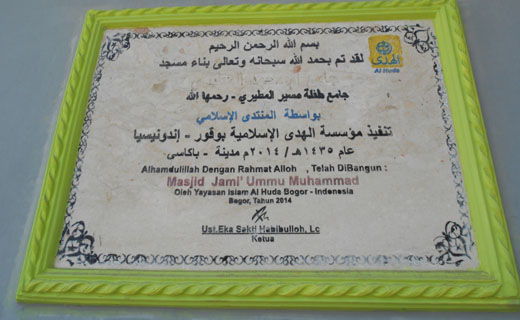 بسم الله الرحمن الرحيم
لقد تم بحمد الله سبحانه وتعالى بناء مسجد
الهدى
Al Huda
جامع طفلة مسير المطيري - رحمها الله
بواسطة المنتدى الإسلامي
تنفيذ مؤسسة الهدى الإسلامية بوقور - إندونيسيا
عام ١٤٣٥هـ / ٢٠١٤م مدينة - باكاسى
Alhamdulillah Dengan Rahmat Alloh , Telah DiBangun :
Masjid Jami' Ummu Muhammad
Oleh Yayasan Islam Al Huda Bogor - Indonesia
Bogor, Tahun 2014
Ust.Eka Sakti Habibulloh, Lc
Ketua